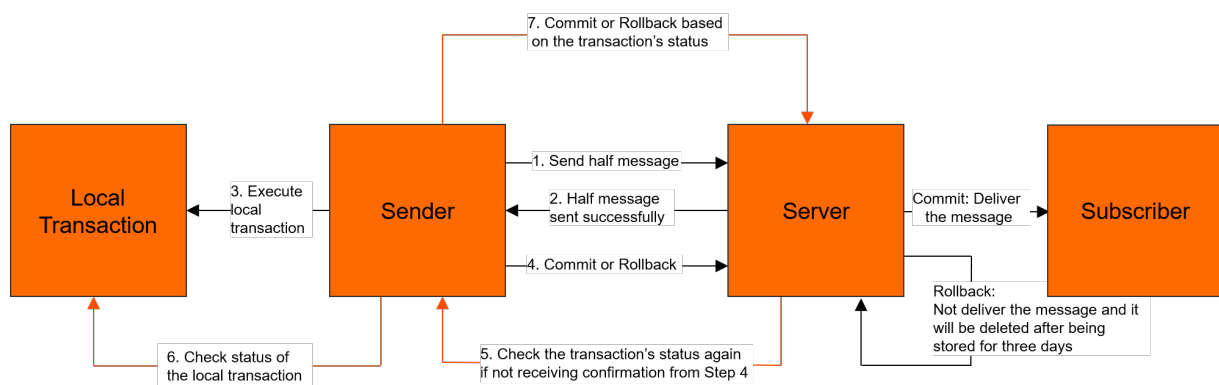 7. Commit or Rollback based
on the transaction's status
Local
Transaction
3. Execute
local
transaction
Sender
1. Send half message
2. Half message
sent successfully
4. Commit or Rollback
Server
Commit: Deliver
the message
Subscriber
Rollback:
Not deliver the message and it
will be deleted after being
stored for three days
6. Check status of
the local transaction
5. Check the transaction's status again
if not receiving confirmation from Step 4